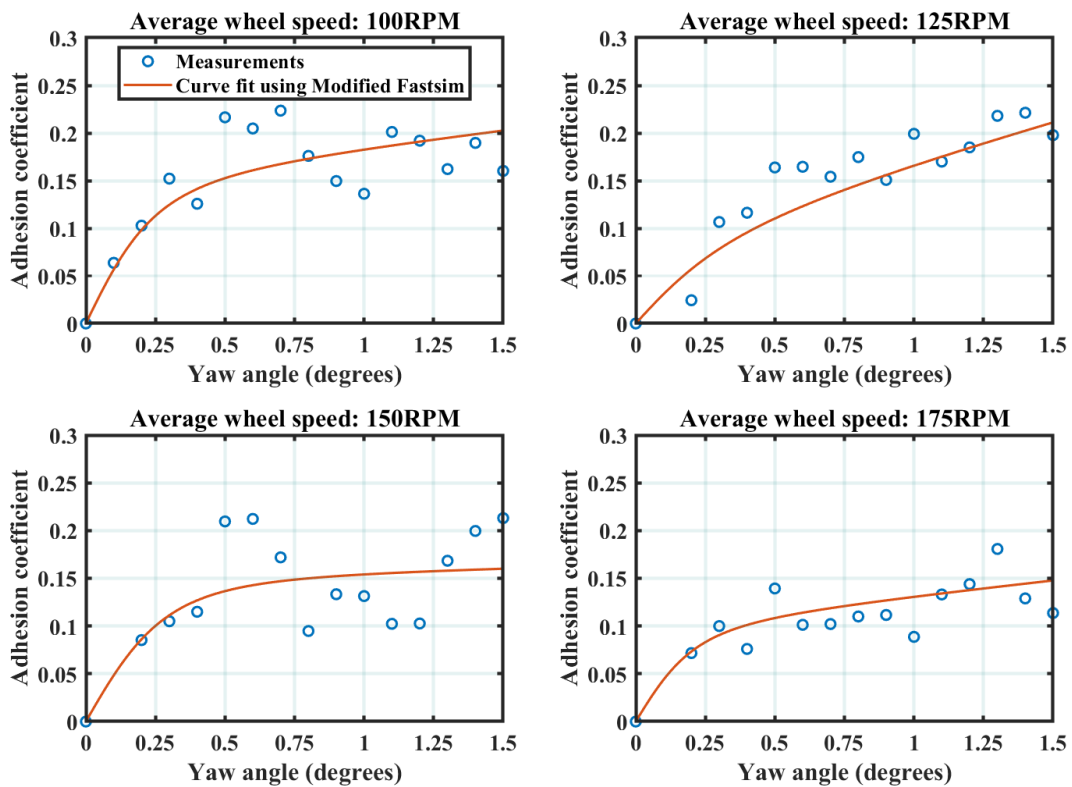 Average wheel speed: 100RPM
0.3
0.25
0.2
0.15
0.1
0.05
0
Adhesion coefficient
Measurements
Curve fit using Modified Fastsim
0 0.25 0.5 0.75 1 1.25 1.5
Yaw angle (degrees)
Average wheel speed: 125RPM
0.3
0.25
0.2
0.15
0.1
0.05
0
Adhesion coefficient
0 0.25 0.5 0.75 1 1.25 1.5
Yaw angle (degrees)
Average wheel speed: 150RPM
0.3
0.25
0.2
0.15
0.1
0.05
0
Adhesion coefficient
0 0.25 0.5 0.75 1 1.25 1.5
Yaw angle (degrees)
Average wheel speed: 175RPM
0.3
0.25
0.2
0.15
0.1
0.05
0
Adhesion coefficient
0 0.25 0.5 0.75 1 1.25 1.5
Yaw angle (degrees)